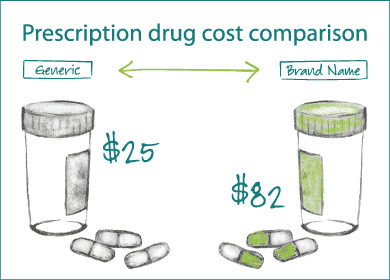 Prescription drug cost comparison
Generic
Brand Name
$25
$82